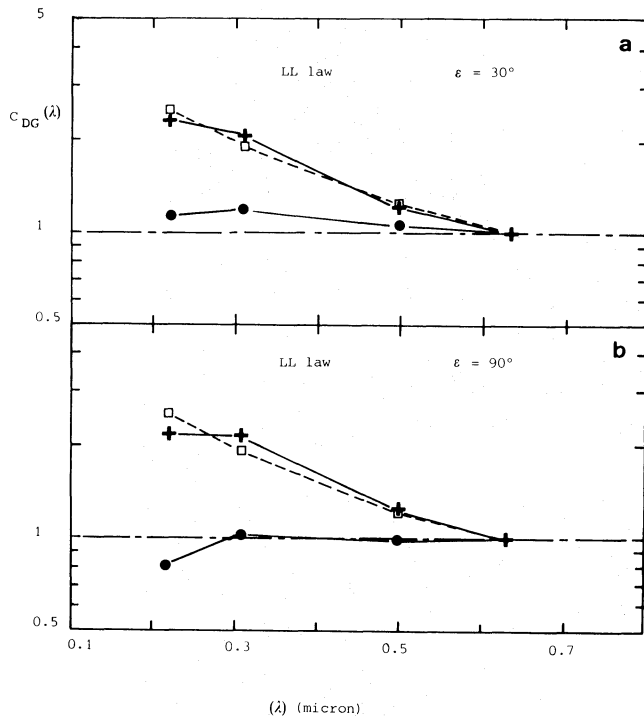 5
a
LL law ε = 30°
C DG (λ)
1
0.5
b
LL law ε = 90°
1
0.5
0.1 0.3 0.5 0.7
(λ) (micron)